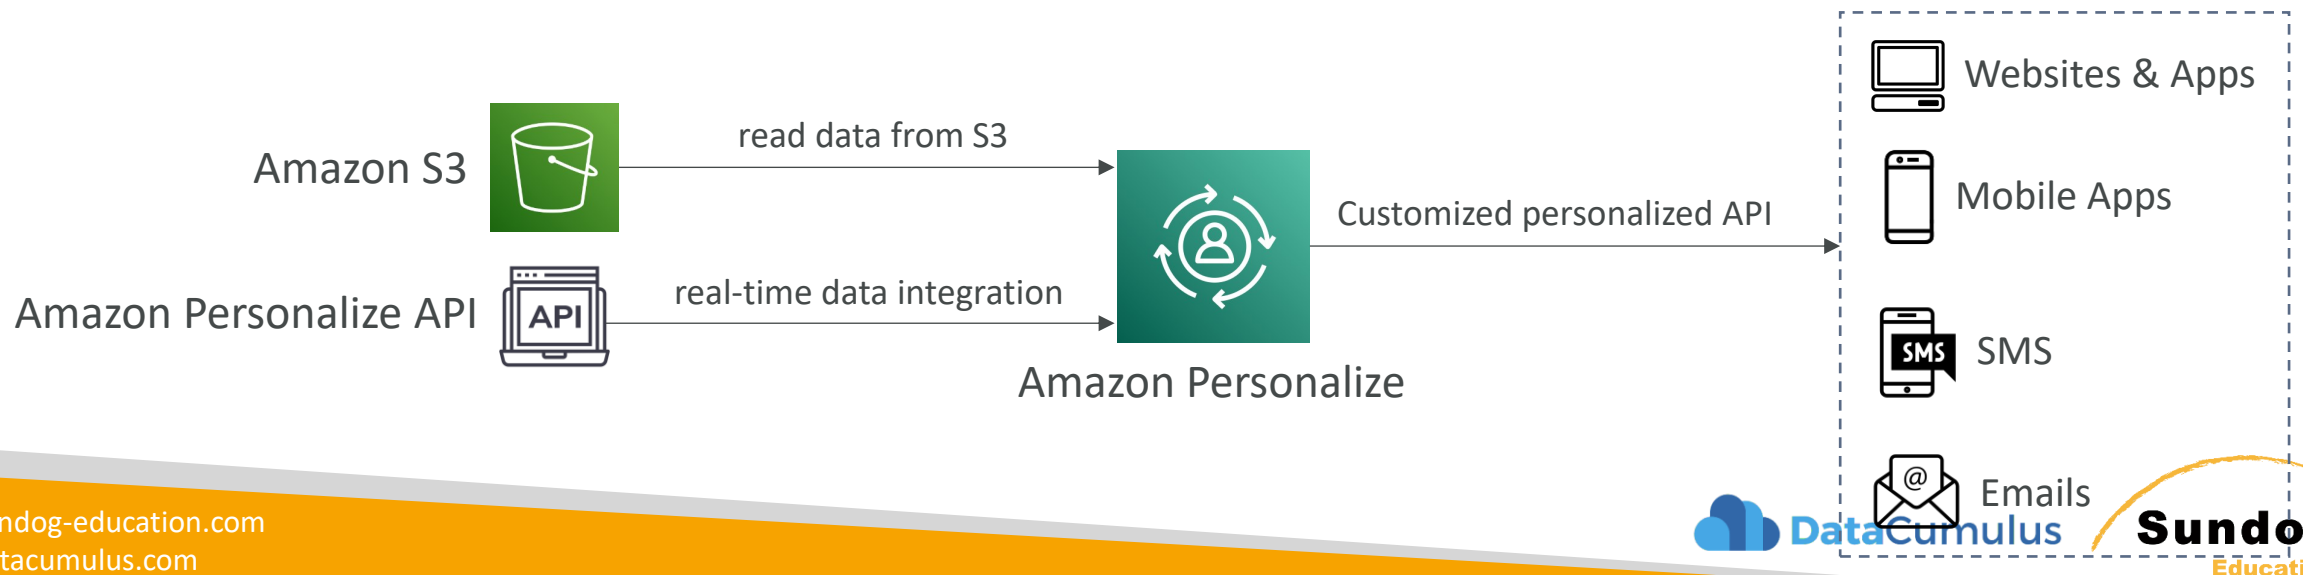 Websites & Apps
read data from S3
Amazon S3
Mobile Apps
Customized personalized API
real-time data integration
Amazon Personalize API
API
SMS
SMS
Amazon Personalize
@
Emails
ndog-education.com
DataCumulus
Sundo
tacumulus.com
Educati